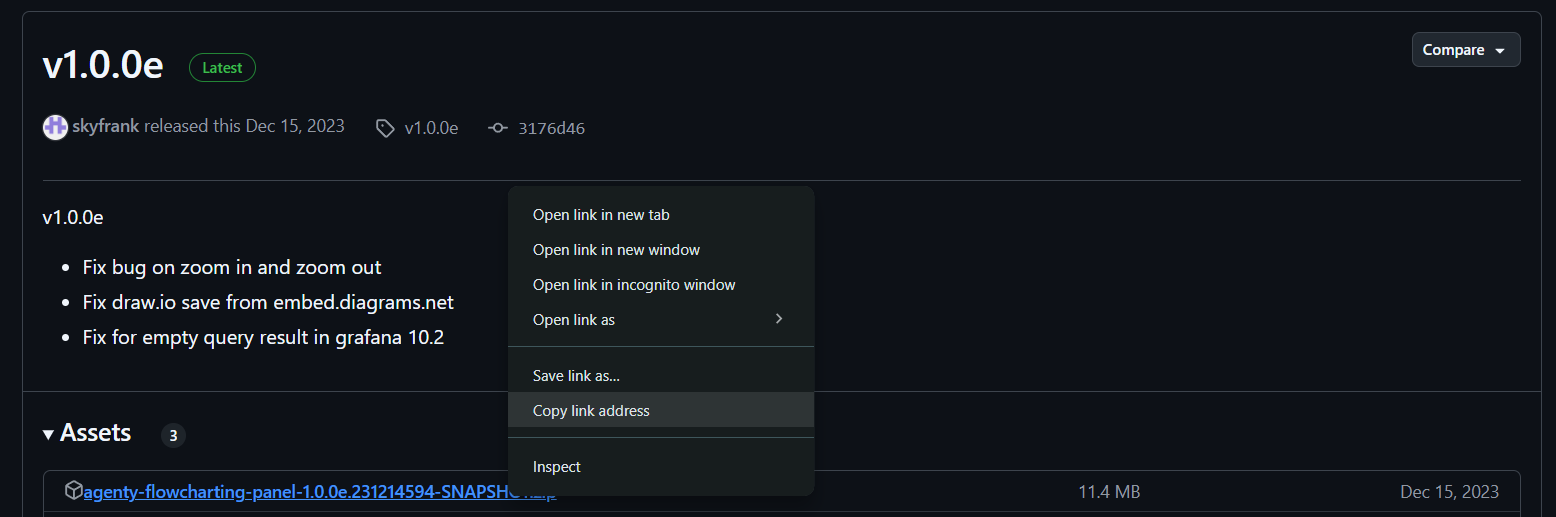 v1.0.0e Latest Compare
skyfrank released this Dec 15, 2023 v1.0.0e 3176d46
v1.0.0e
Fix bug on zoom in and zoom out
Fix draw.io save from embed.diagrams.net
Fix for empty query result in grafana 10.2
Open link in new tab
Open link in new window
Open link in incognito window
Open link as
Save link as...
Copy link address
Inspect
Assets 3
agenty-flowcharting-panel-1.0.0e.231214594-SNAPSHOT.zip 11.4 MB Dec 15, 2023